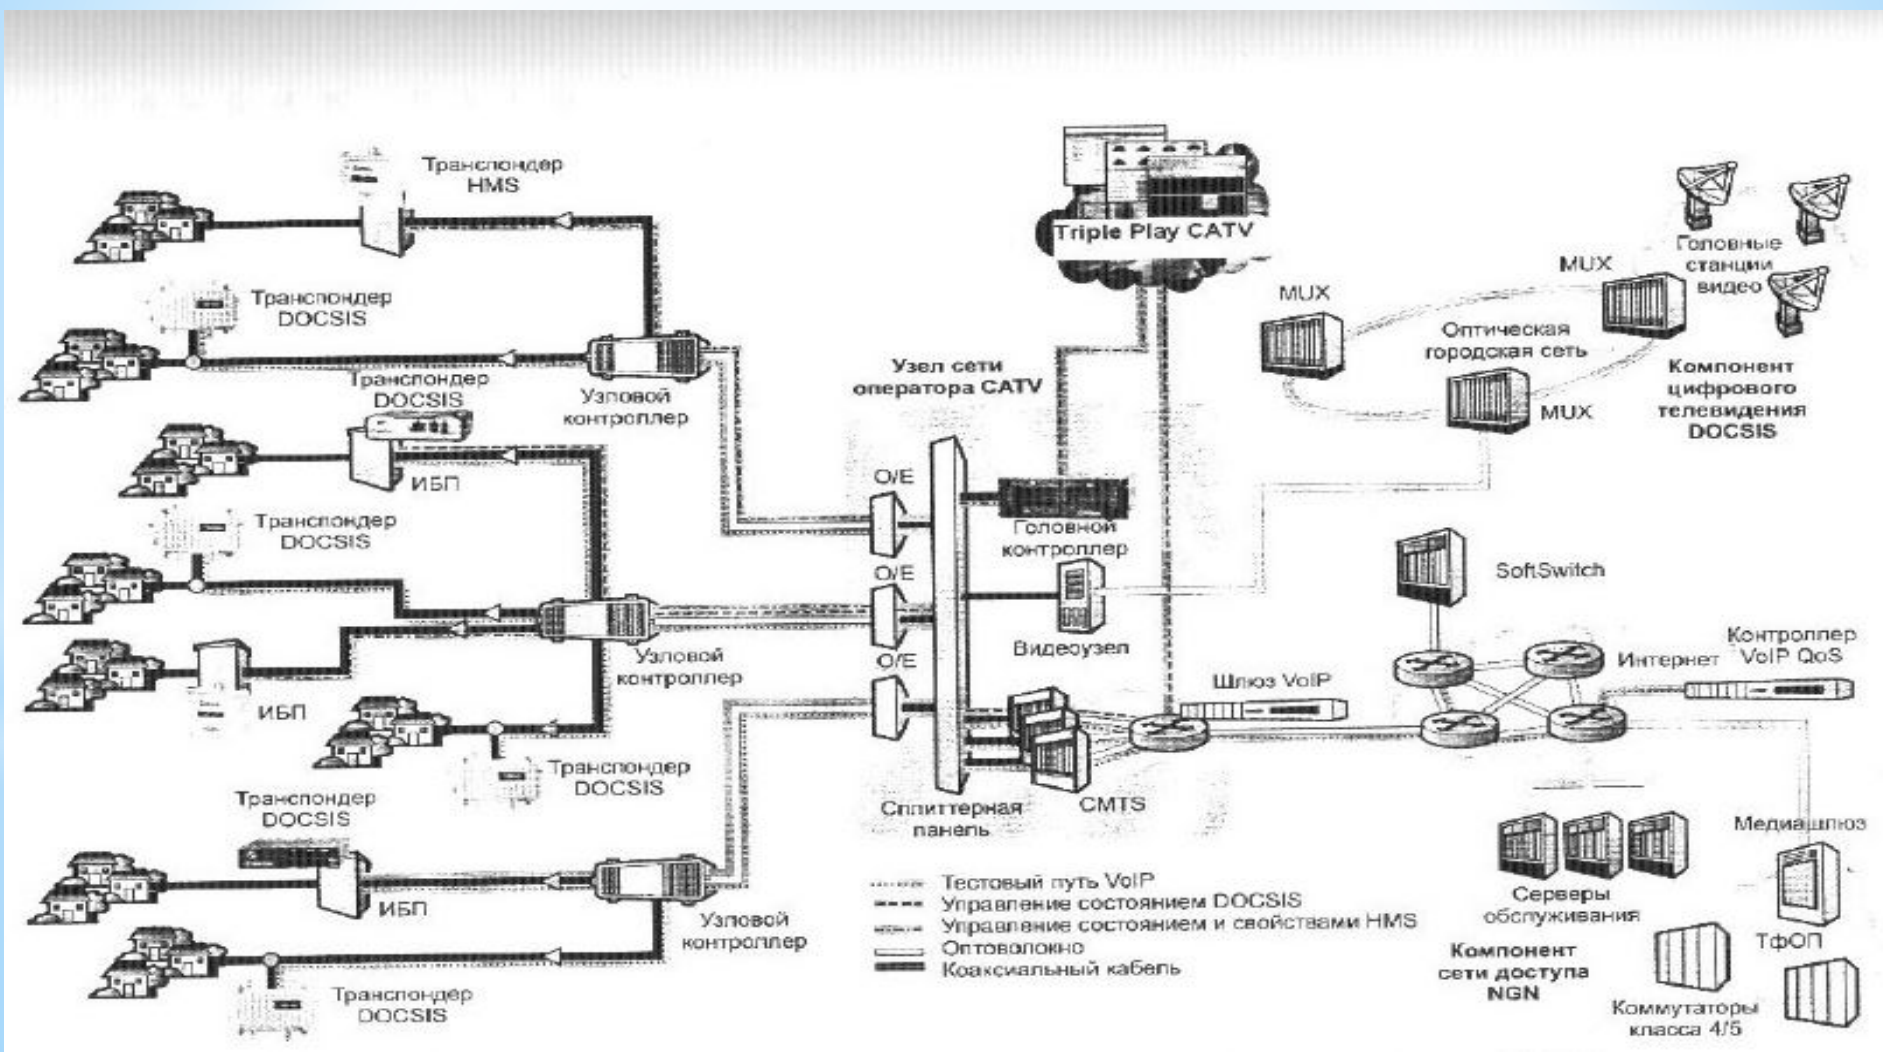 Транспондер
HMS
Транспондер
DOCSIS
Транспондер
DOCSIS
ИБП
Транспондер
DOCSIS
ИБП
Транспондер
DOCSIS
Транспондер
DOCSIS
ИБП
Транспондер
DOCSIS
Узловой
контроллер
Узловой
контроллер
Узловой
контроллер
Узел сети
оператора CATV
O/E
O/E
O/E
Сплиттерная
панель
Triple Play CATV
Головной
контроллер
Видеоузел
CMTS
Шлюз VoIP
MUX
MUX
MUX
Оптическая
городская сеть
Головные
станции
видео
Компонент
цифрового
телевидения
DOCSIS
SoftSwitch
Интернет
Контроллер
VoIP QoS
Серверы
обслуживания
Медиашлюз
ТфОП
Компонент
сети доступа
NGN
Коммутаторы
класса 4/5
Тестовый путь VoIP
Управление состоянием DOCSIS
Управление состоянием и свойствами HMS
Оптоволокно
Коаксиальный кабель